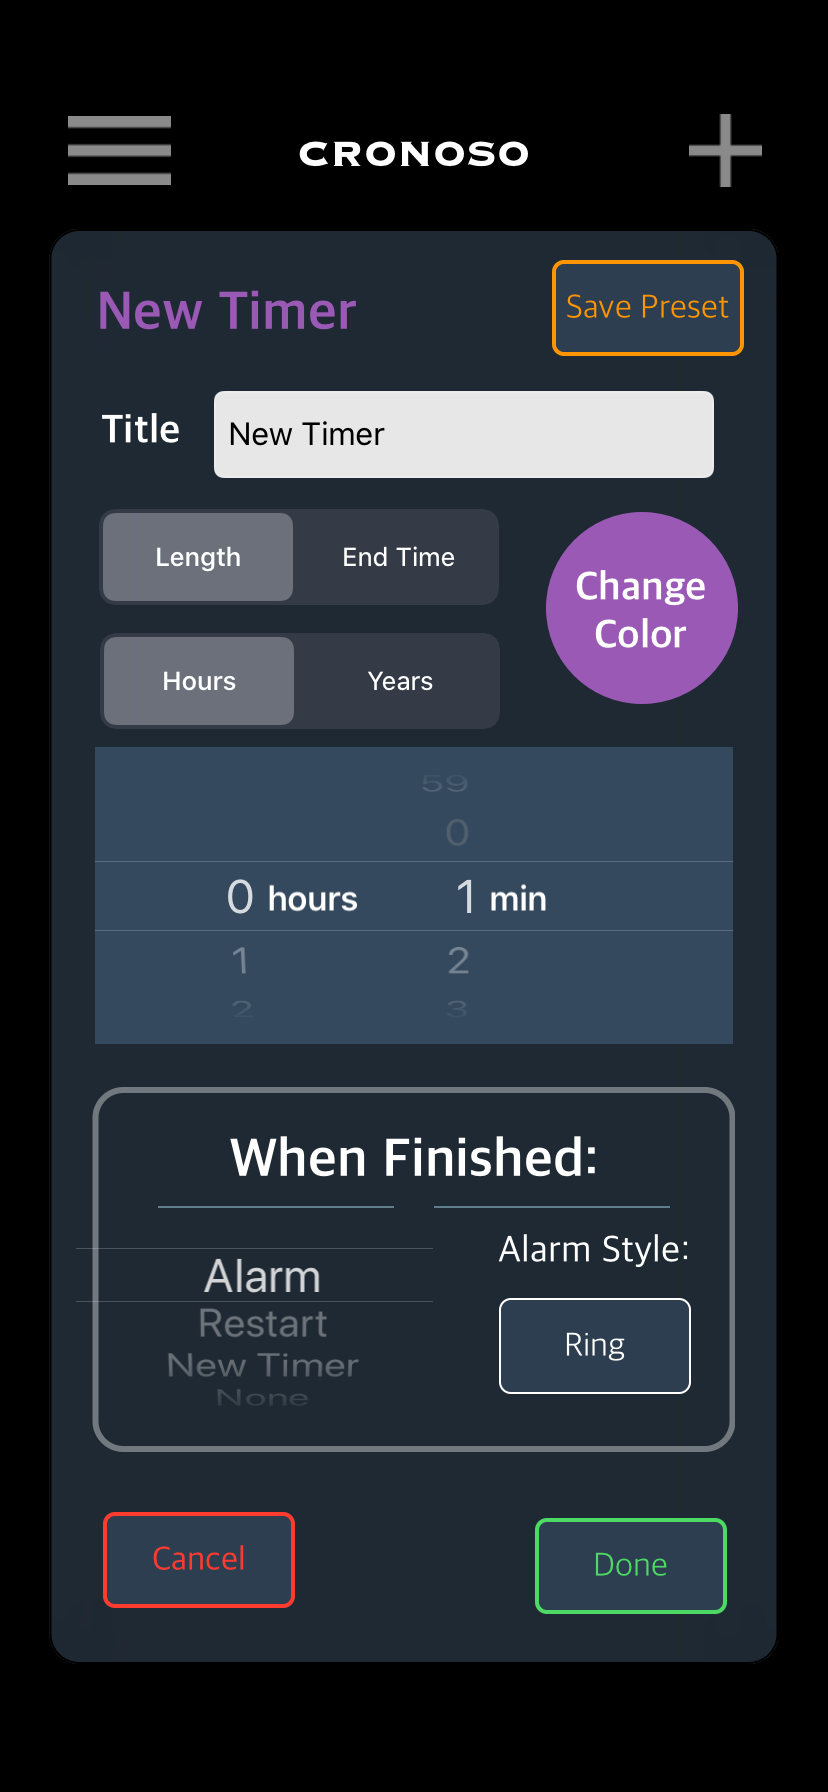 CRONOSO
New Timer
Save Preset
Title
New Timer
Length
End Time
Hours
Years
Change
Color
59
0
0 hours
1 min
1
2
2
3
When Finished:
Alarm
Restart
New Timer
None
Alarm Style:
Ring
Cancel
Done